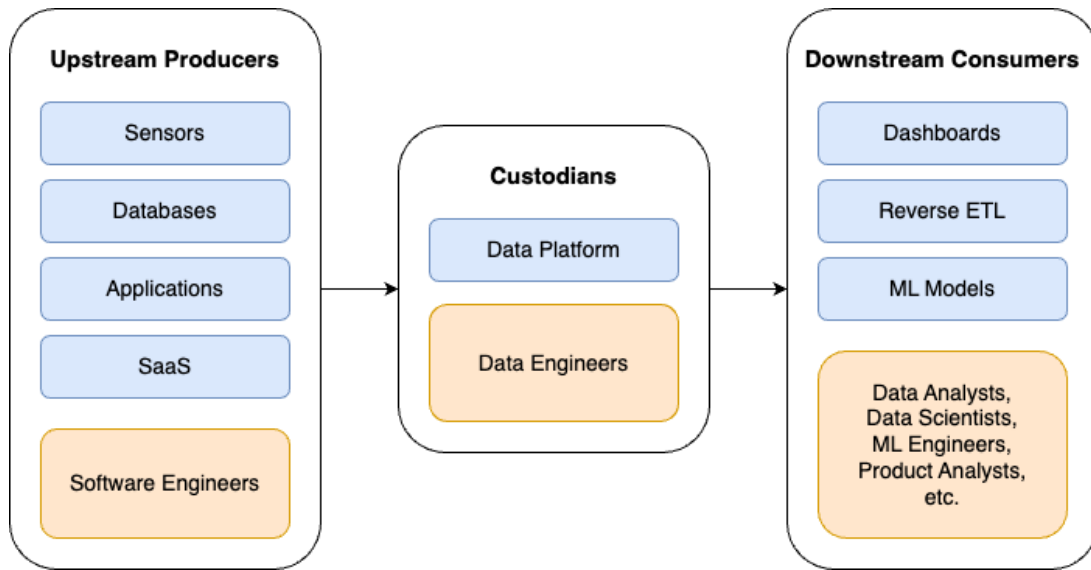 Upstream Producers
Sensors
Databases
Applications
SaaS
Software Engineers
Custodians
Data Platform
Data Engineers
Downstream Consumers
Dashboards
Reverse ETL
ML Models
Data Analysts,
Data Scientists,
ML Engineers,
Product Analysts,
etc.